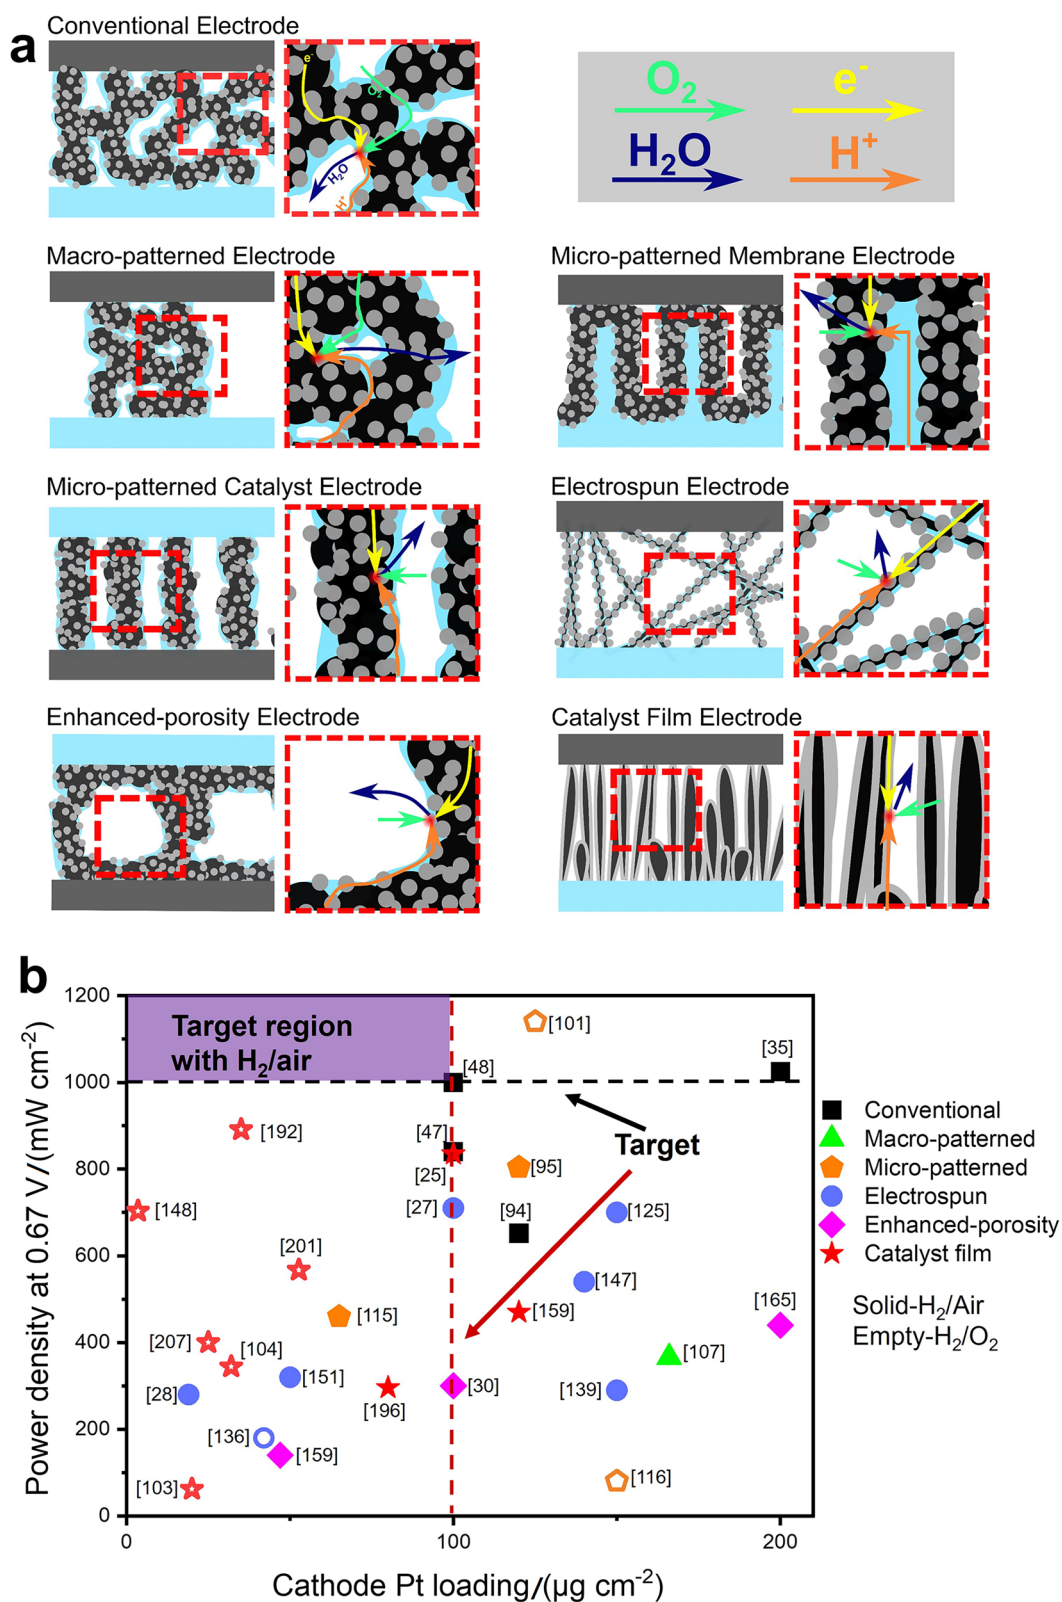 a
Conventional Electrode
e⁻
O₂
H₂O
H⁺
O₂
e⁻
H₂O
H⁺
Macro-patterned Electrode
Micro-patterned Membrane Electrode
Micro-patterned Catalyst Electrode
Electrospun Electrode
Enhanced-porosity Electrode
Catalyst Film Electrode
b
Power density at 0.67 V/(mW cm⁻²)
1200
1000
800
600
400
200
0
Target region
with H₂/air
[101]
[48]
[35]
[192]
[47]
[25]
[95]
Target
[148]
[27]
[94]
[125]
[201]
[147]
[115]
[159]
[165]
[207]
[104]
[107]
[28]
[151]
[196]
[30]
[139]
[136]
[159]
[103]
[116]
Conventional
Macro-patterned
Micro-patterned
Electrospun
Enhanced-porosity
Catalyst film
Solid-H₂/Air
Empty-H₂/O₂
0
100
200
Cathode Pt loading/(μg cm⁻²)